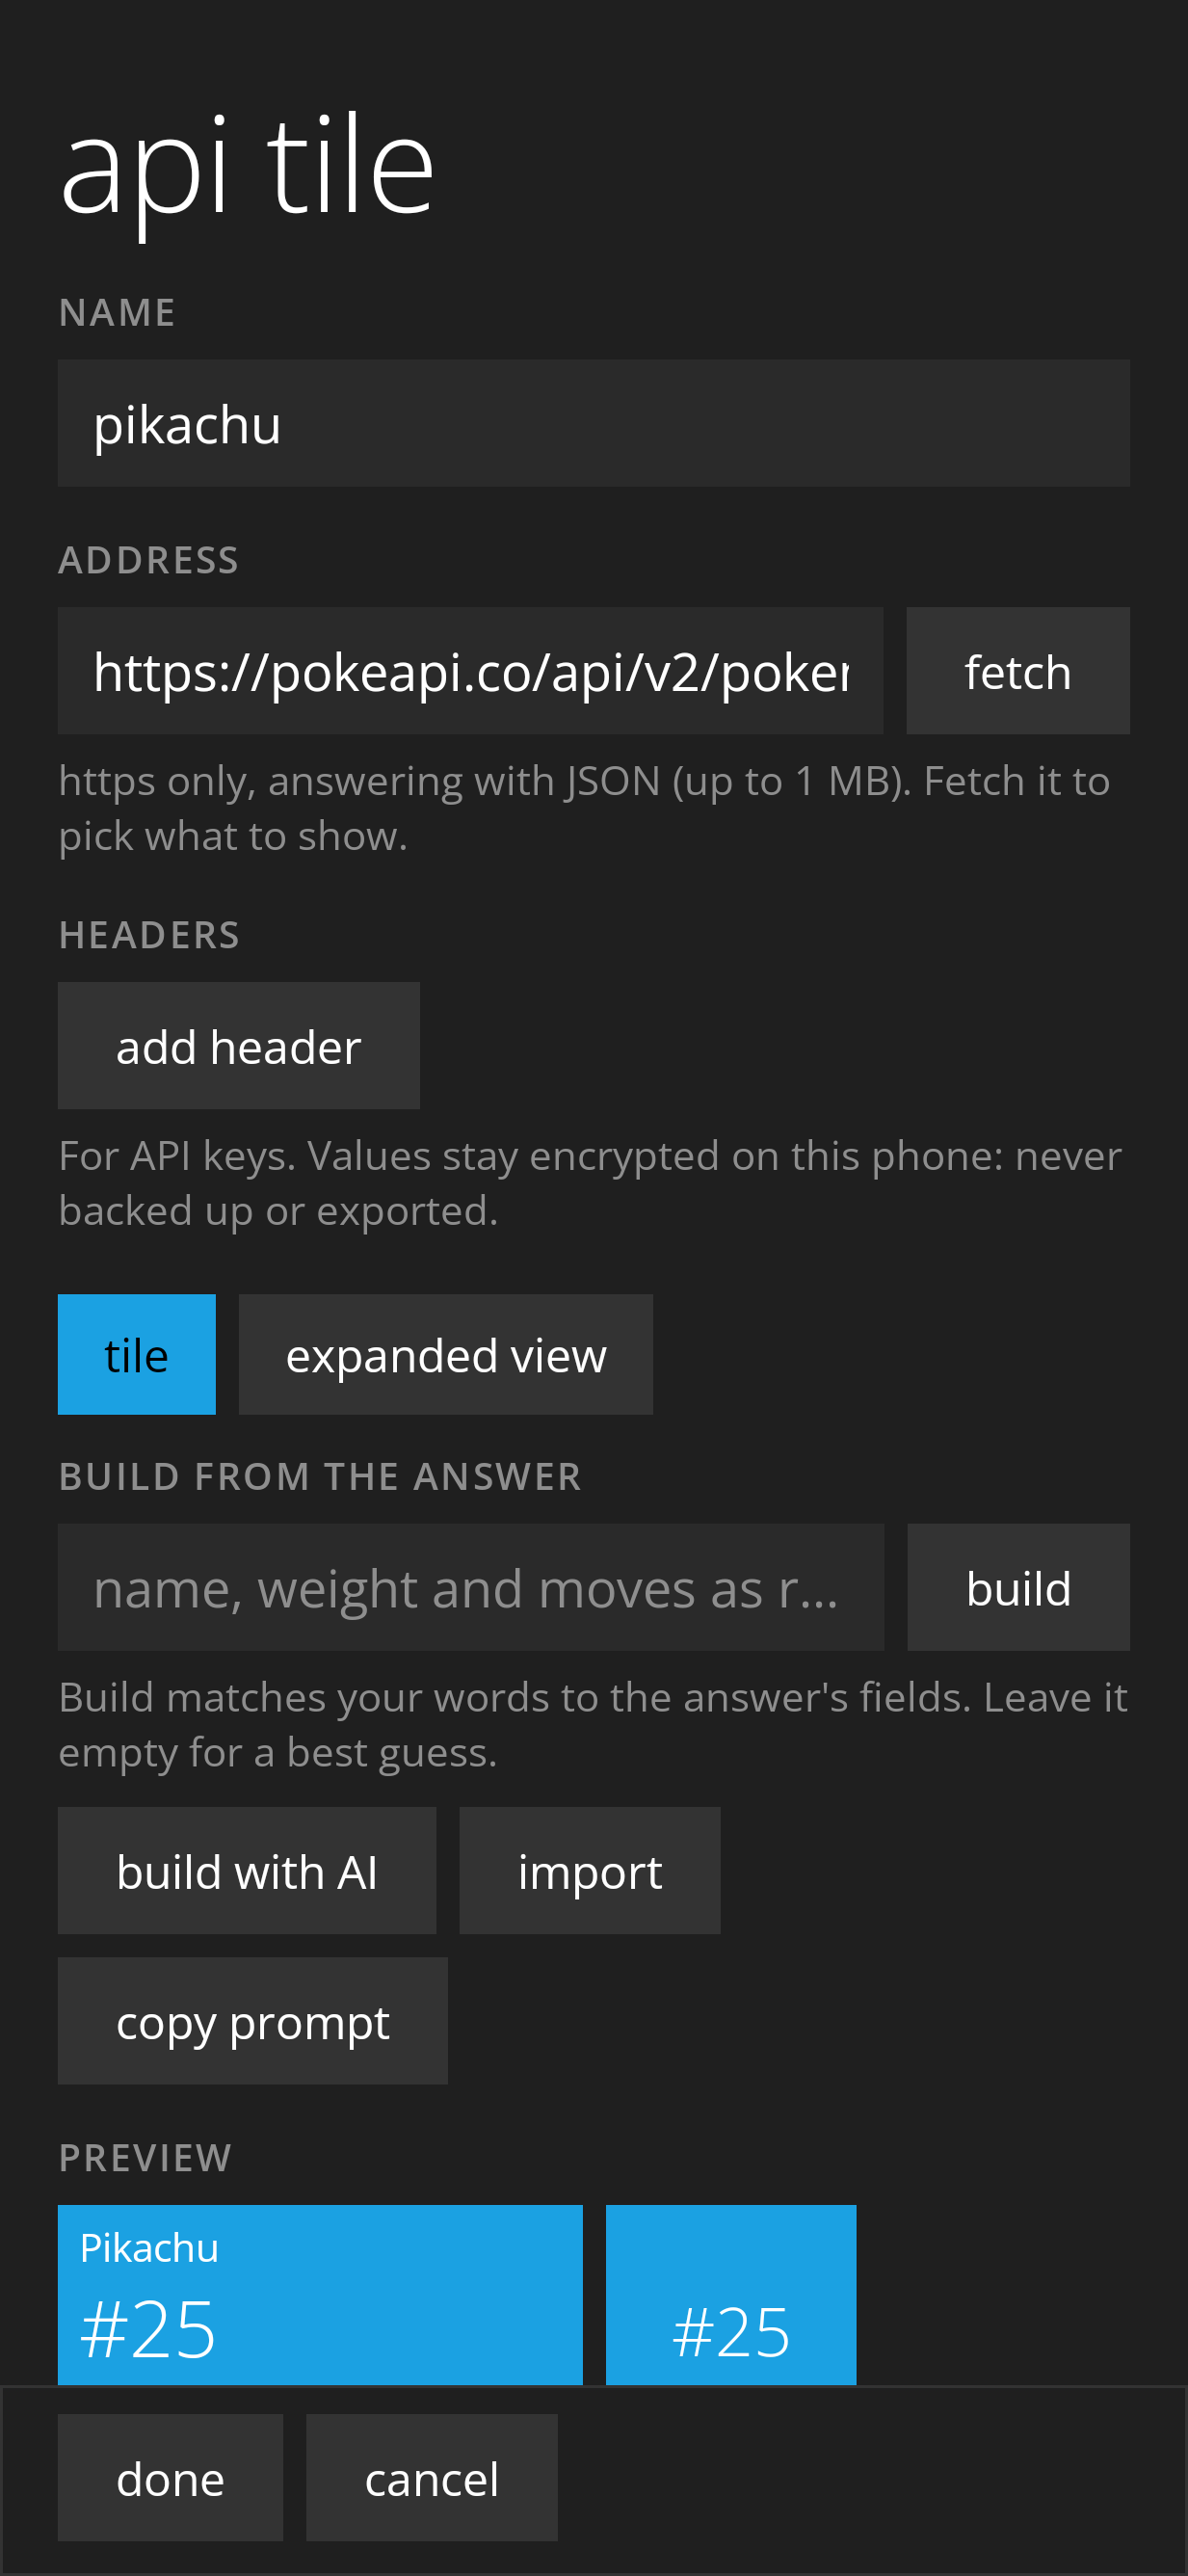 api tile
NAME
pikachu
ADDRESS
https://pokeapi.co/api/v2/poker
fetch
https only, answering with JSON (up to 1 MB). Fetch it to
pick what to show.
HEADERS
add header
For API keys. Values stay encrypted on this phone: never
backed up or exported.
tile
expanded view
BUILD FROM THE ANSWER
name, weight and moves as r...
build
Build matches your words to the answer's fields. Leave it
empty for a best guess.
build with AI
import
copy prompt
PREVIEW
Pikachu
#25
#25
done
cancel